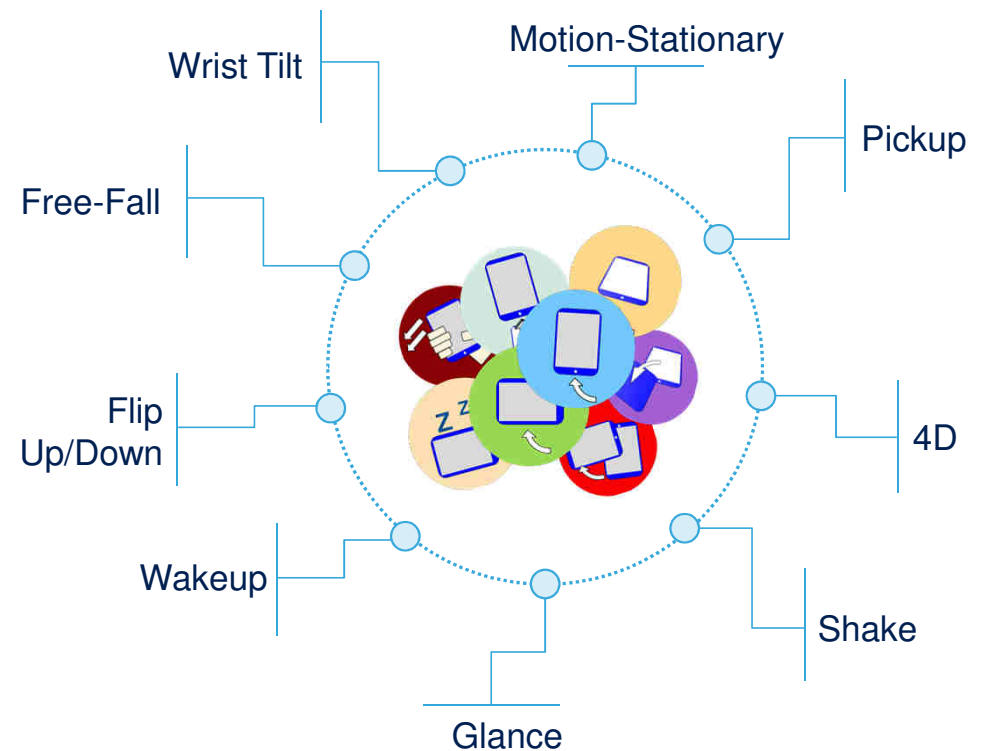 Motion-Stationary
Wrist Tilt
Pickup
Free-Fall
Flip
Up/Down
4D
Z Z
Wakeup
Shake
Glance